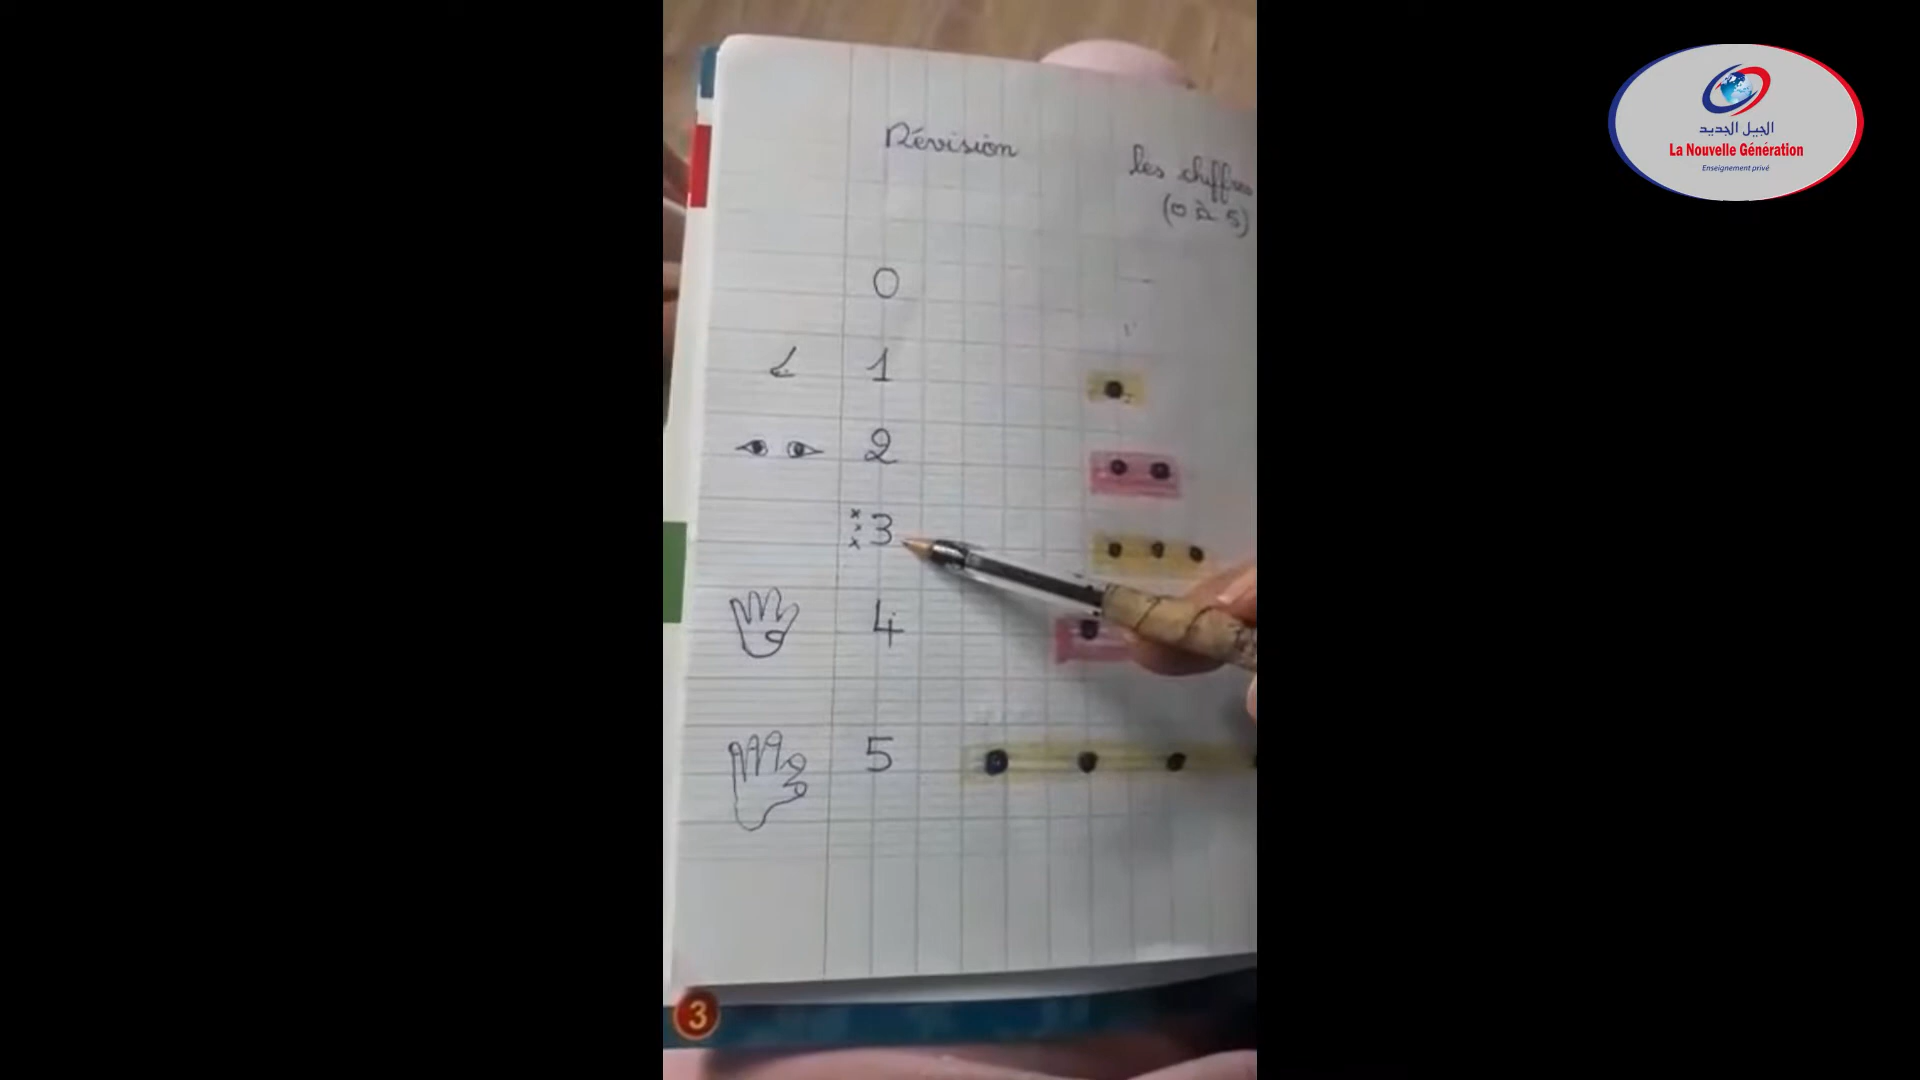 Révision
les chiffres
(0 à 5)
0
1
2
3
4
5
3
الجيل الجديد
La Nouvelle Génération
Enseignement privé